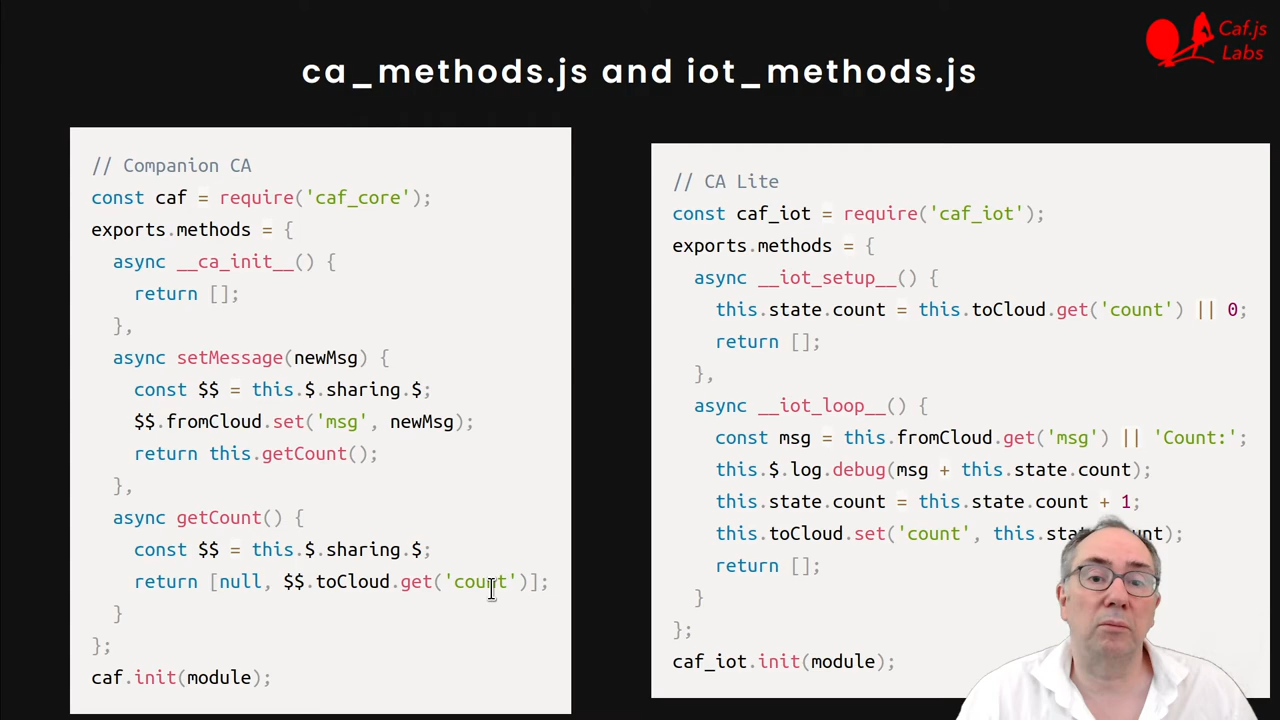 Caf.js
Labs
ca_methods.js and iot_methods.js
// Companion CA
const caf = require('caf_core');
exports.methods = {
async __ca_init__() {
return [];
},
async setMessage(newMsg) {
const $$ = this.$.sharing.$;
$$.fromCloud.set('msg', newMsg);
return this.getCount();
},
async getCount() {
const $$ = this.$.sharing.$;
return [null, $$.toCloud.get('count')];
}
};
caf.init(module);
// CA Lite
const caf_iot = require('caf_iot');
exports.methods = {
async __iot_setup__() {
this.state.count = this.toCloud.get('count') || 0;
return [];
},
async __iot_loop__() {
const msg = this.fromCloud.get('msg') || 'Count:';
this.$.log.debug(msg + this.state.count);
this.state.count = this.state.count + 1;
this.toCloud.set('count', this.state.count);
return [];
}
};
caf_iot.init(module);